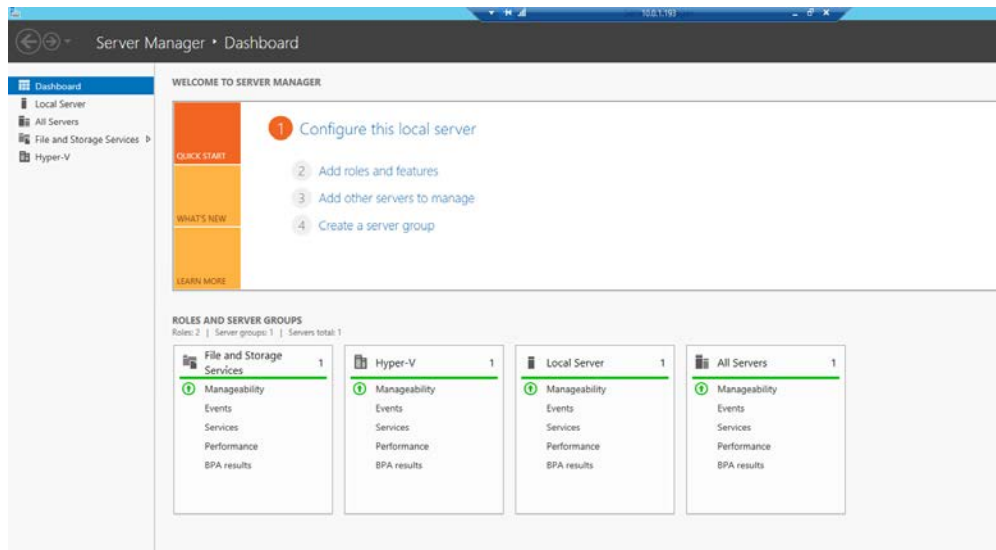 10.0.1.193
Server Manager • Dashboard
Dashboard
Local Server
All Servers
File and Storage Services
Hyper-V
WELCOME TO SERVER MANAGER
QUICK START
WHAT'S NEW
LEARN MORE
1 Configure this local server
2 Add roles and features
3 Add other servers to manage
4 Create a server group
ROLES AND SERVER GROUPS
Roles: 2 | Server groups: 1 | Servers total: 1
File and Storage
Services
1
Manageability
Events
Services
Performance
BPA results
Hyper-V 1
Manageability
Events
Services
Performance
BPA results
Local Server 1
Manageability
Events
Services
Performance
BPA results
All Servers 1
Manageability
Events
Services
Performance
BPA results